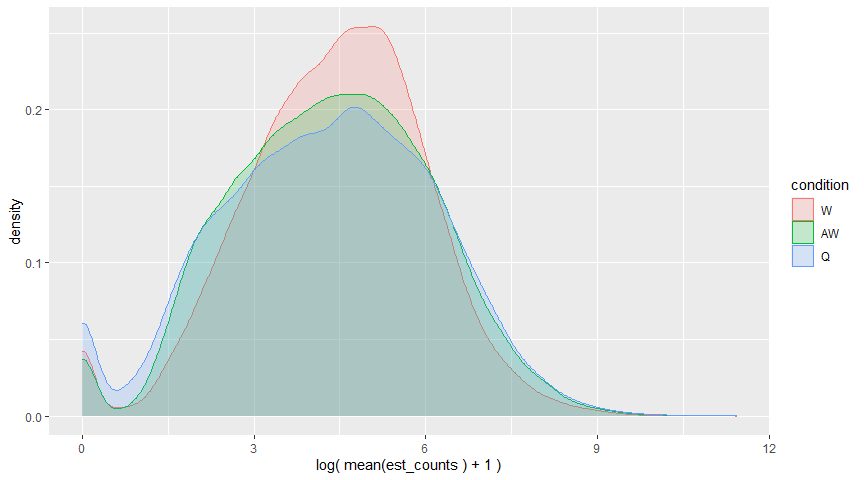 density
0.2
0.1
0.0
0
3
6
9
12
log( mean(est_counts ) + 1 )
condition
W
AW
Q